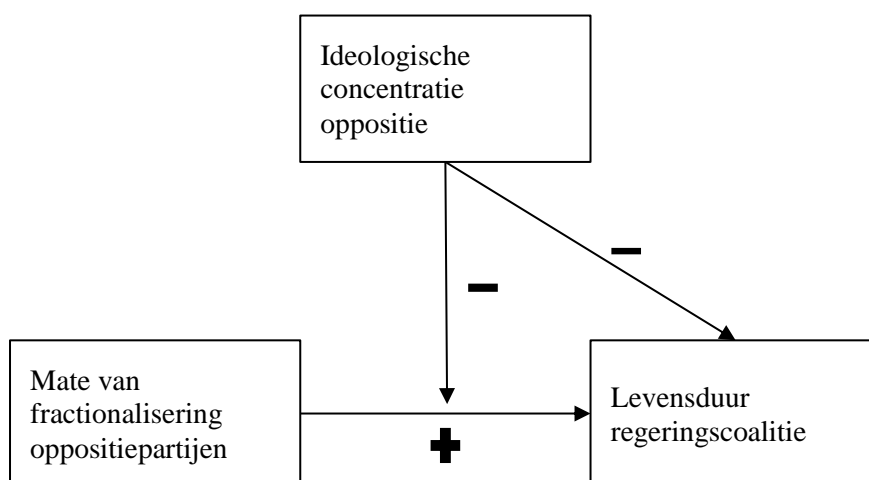 Ideologische
concentratie
oppositie
–
–
Mate van
fractionalisering
oppositiepartijen
+
Levensduur
regeringscoalitie